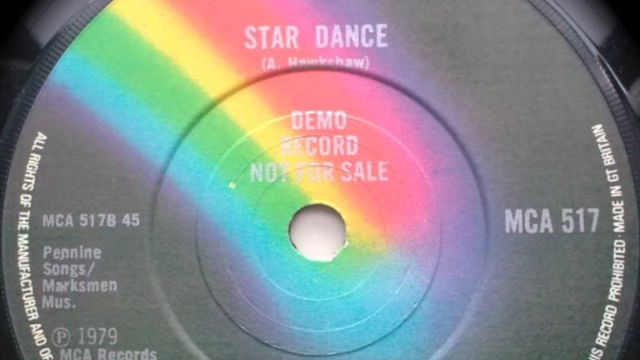 STAR DANCE
(A. Hawkshaw)
DEMO
RECORD
NOT FOR SALE
MCA 517B 45
MCA 517
Pennine
Songs/
Marksmen
Mus.
Ⓟ 1979
MCA Records
ALL RIGHTS OF THE MANUFACTURER AND
RECORD PROHIBITED · MADE IN GT BRITAIN